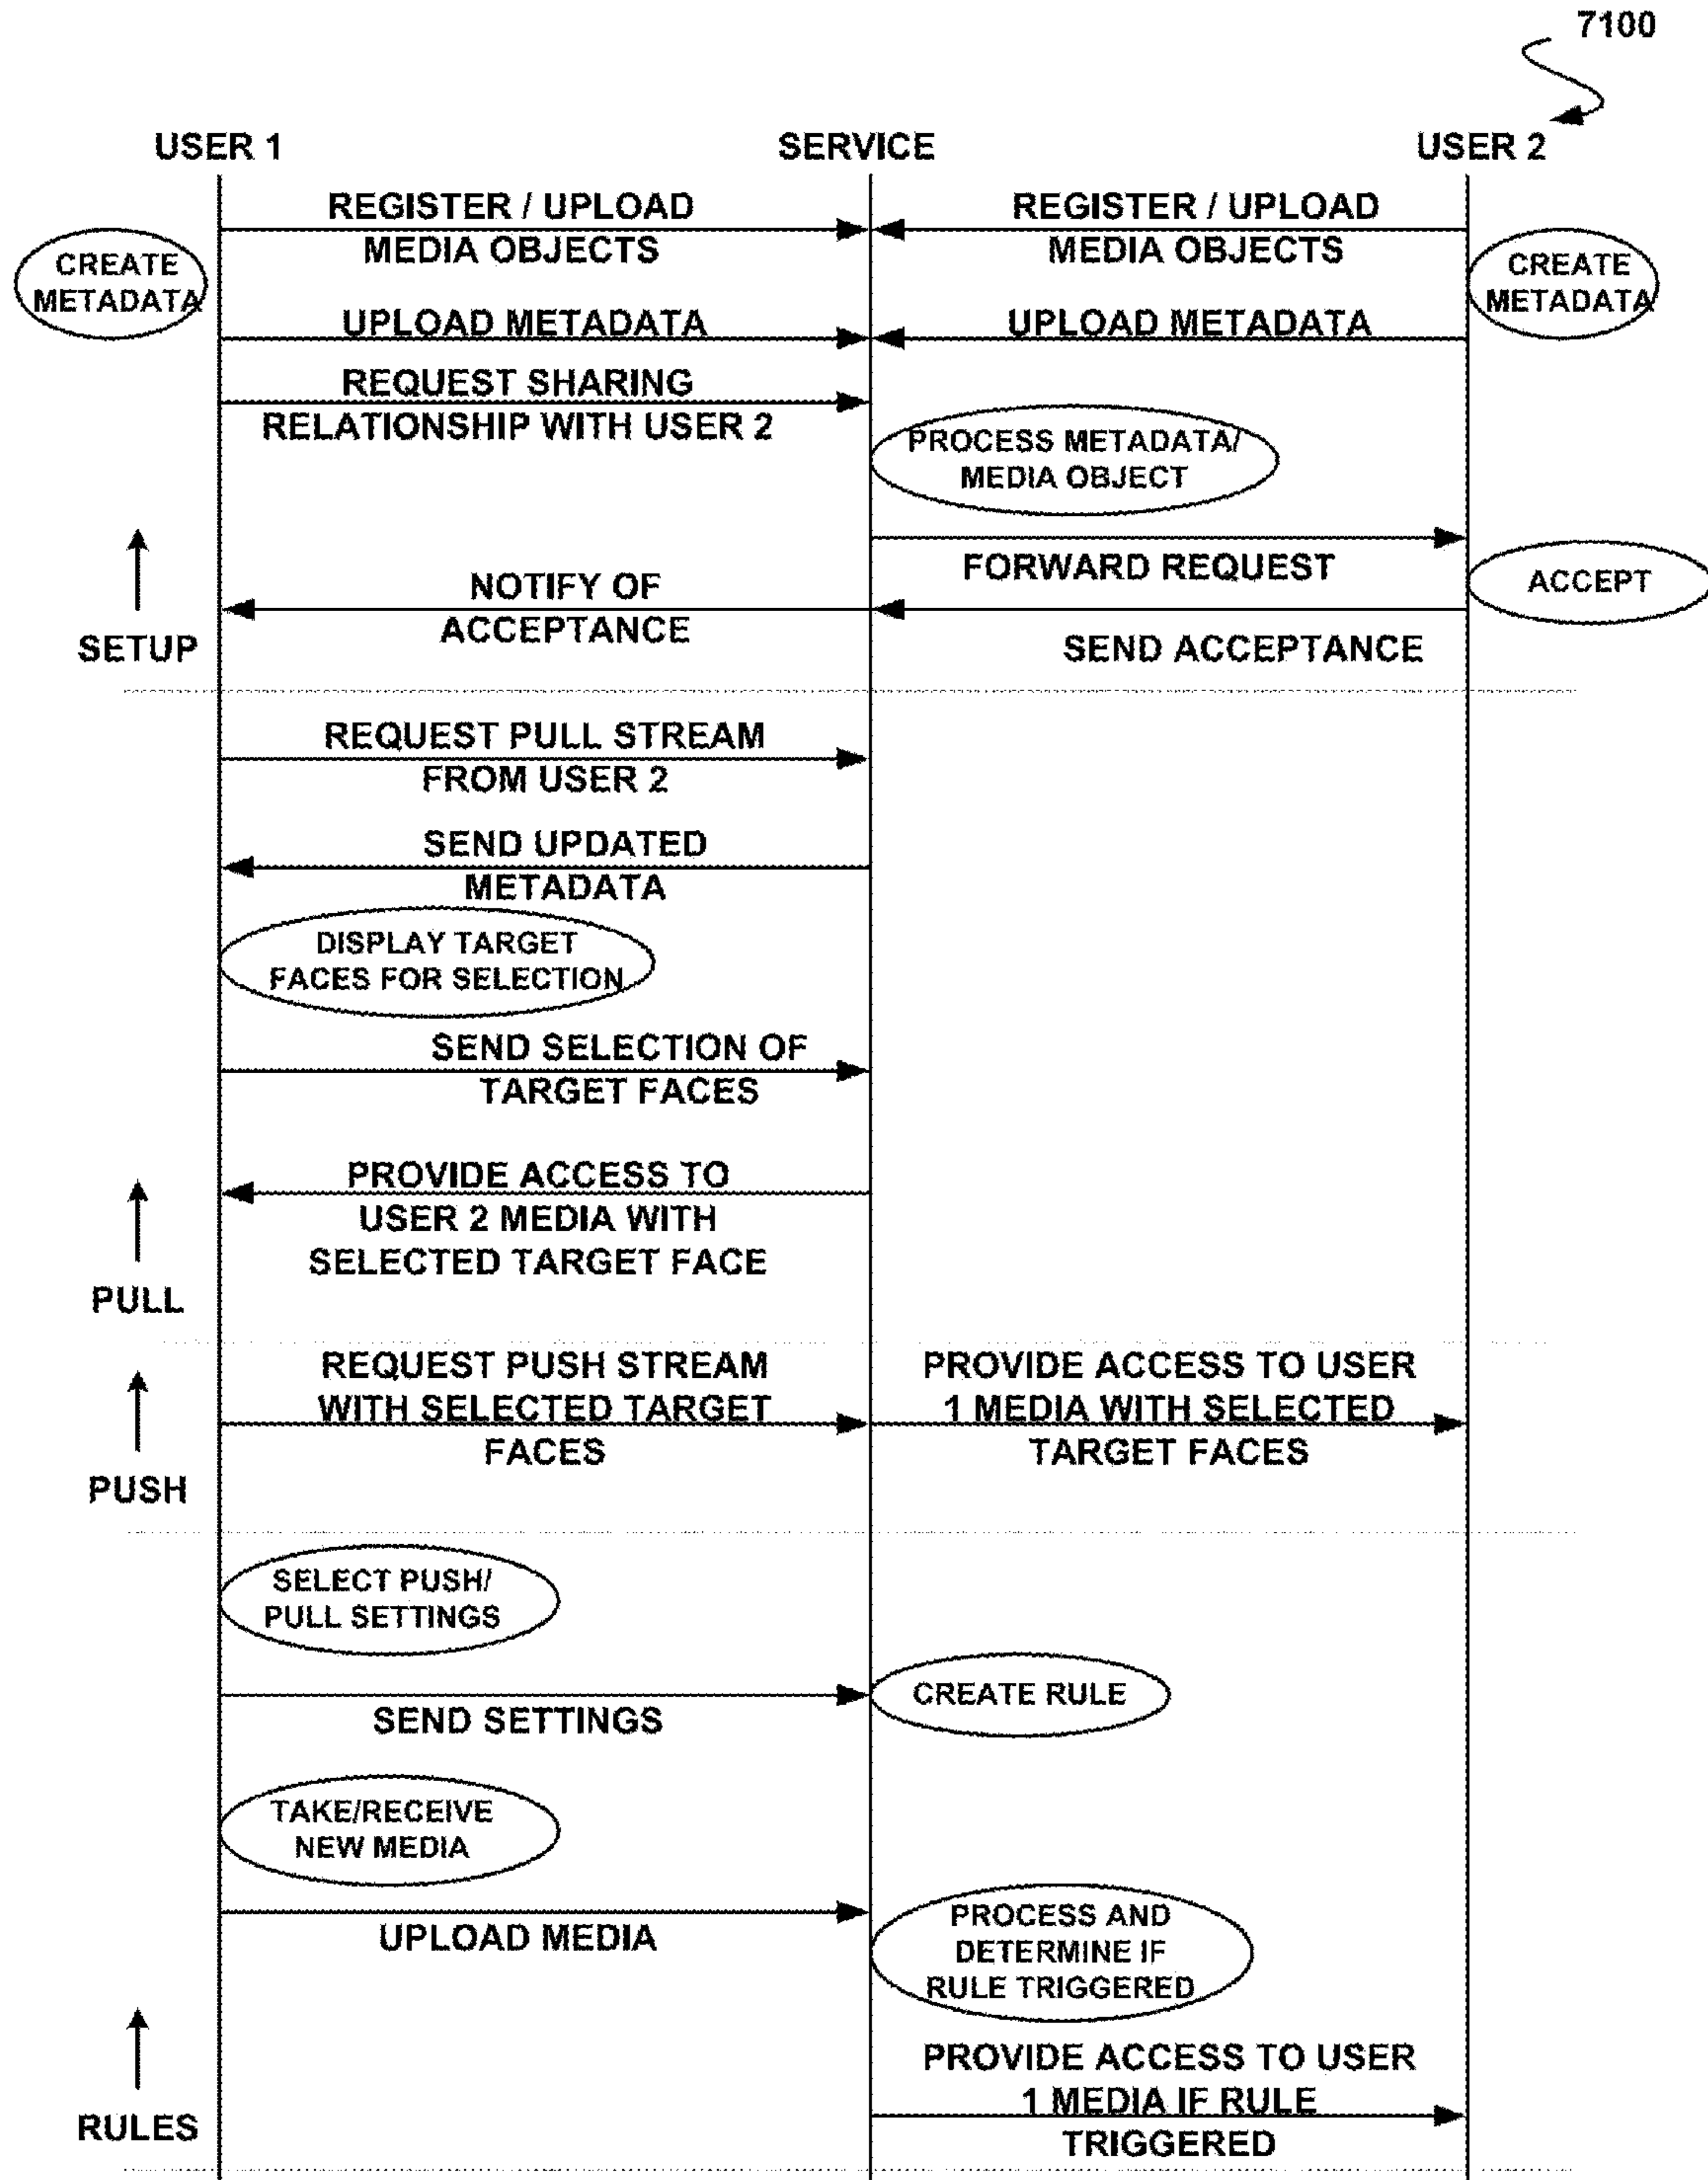 7100
USER 1
SERVICE
USER 2
REGISTER / UPLOAD
MEDIA OBJECTS
REGISTER / UPLOAD
MEDIA OBJECTS
CREATE
METADATA
CREATE
METADATA
UPLOAD METADATA
UPLOAD METADATA
REQUEST SHARING
RELATIONSHIP WITH USER 2
PROCESS METADATA/
MEDIA OBJECT
FORWARD REQUEST
ACCEPT
NOTIFY OF
ACCEPTANCE
SEND ACCEPTANCE
SETUP
REQUEST PULL STREAM
FROM USER 2
SEND UPDATED
METADATA
DISPLAY TARGET
FACES FOR SELECTION
SEND SELECTION OF
TARGET FACES
PROVIDE ACCESS TO
USER 2 MEDIA WITH
SELECTED TARGET FACE
PULL
REQUEST PUSH STREAM
WITH SELECTED TARGET
FACES
PROVIDE ACCESS TO USER
1 MEDIA WITH SELECTED
TARGET FACES
PUSH
SELECT PUSH/
PULL SETTINGS
SEND SETTINGS
CREATE RULE
TAKE/RECEIVE
NEW MEDIA
UPLOAD MEDIA
PROCESS AND
DETERMINE IF
RULE TRIGGERED
PROVIDE ACCESS TO USER
1 MEDIA IF RULE
TRIGGERED
RULES